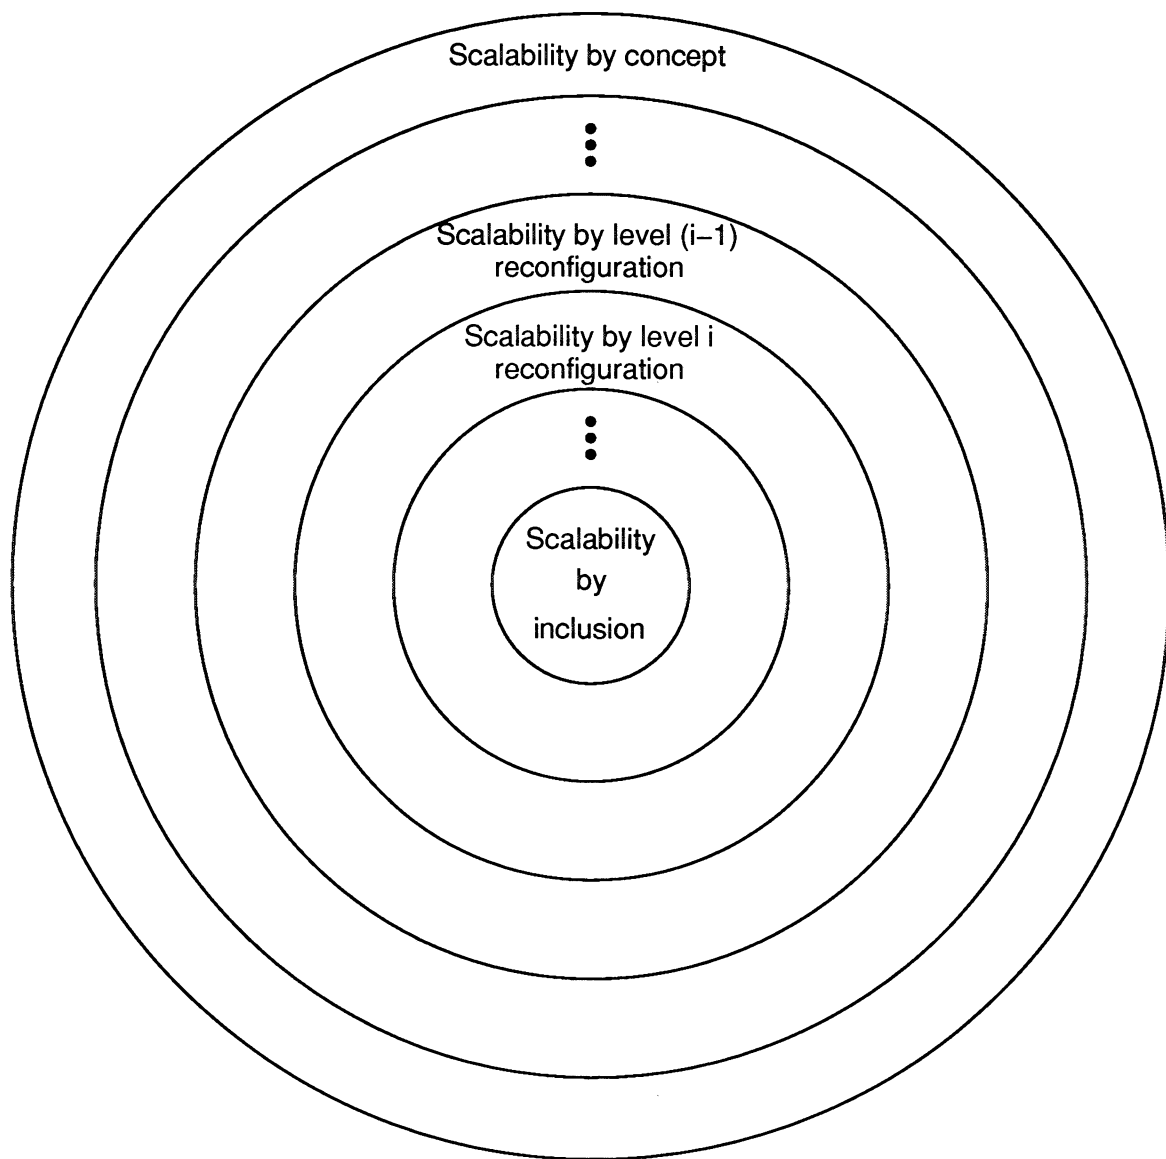 Scalability by concept
Scalability by level (i–1)
reconfiguration
Scalability by level i
reconfiguration
Scalability
by
inclusion